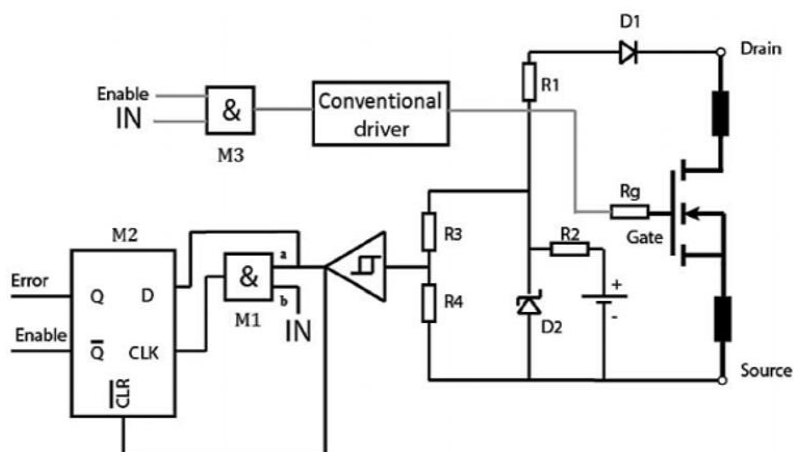 D1
Drain
R1
Enable
IN
&
M3
Conventional
driver
Rg
Gate
M2
R3
R2
a
&
b
M1
IN
R4
D2
+
-
Error
Q
D
Enable
Q̅
CLK
C̅L̅R̅
Source